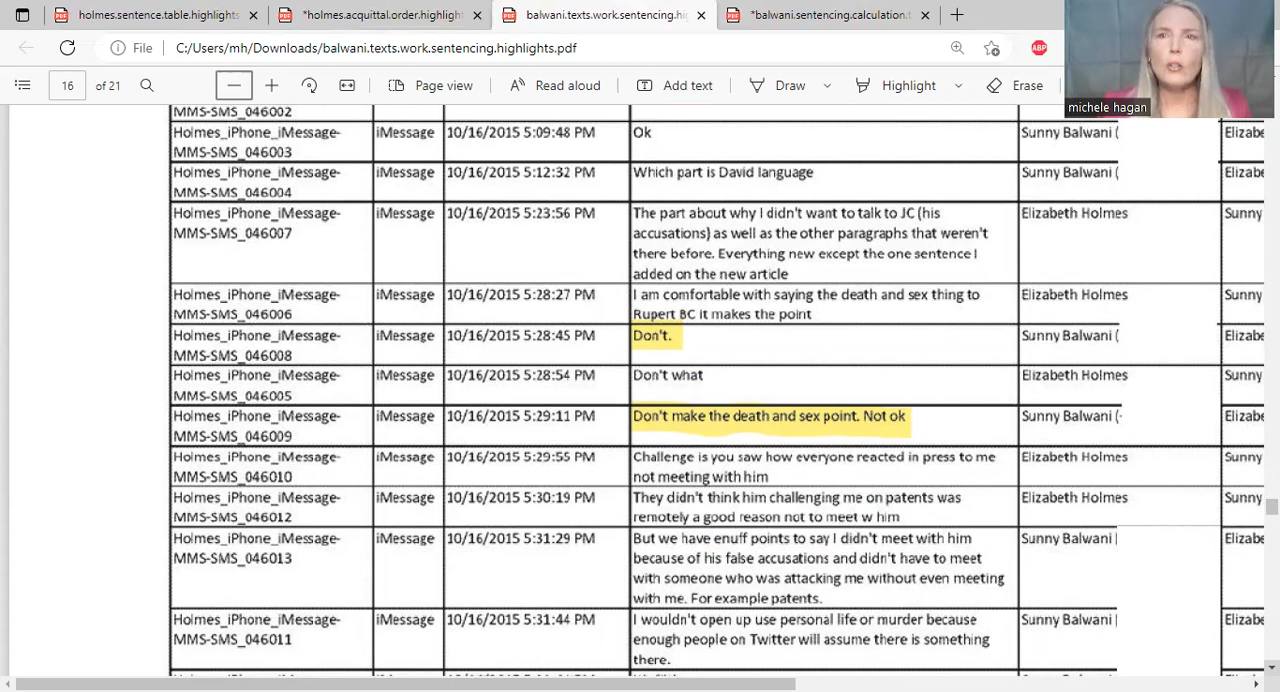 holmes.sentence.table.highlights
*holmes.acquittal.order.highligh
balwani.texts.work.sentencing.hi
*balwani.sentencing.calculation.t
File C:/Users/mh/Downloads/balwani.texts.work.sentencing.highlights.pdf
ABP
16 of 21 Page view Read aloud Add text Draw Highlight Erase
michele hagan
MMS-SMS_046002
Holmes_iPhone_iMessage- iMessage 10/16/2015 5:09:48 PM Ok Sunny Balwani ( Elizabe
MMS-SMS_046003
Holmes_iPhone_iMessage- iMessage 10/16/2015 5:12:32 PM Which part is David language Sunny Balwani ( Elizabe
MMS-SMS_046004
Holmes_iPhone_iMessage- iMessage 10/16/2015 5:23:56 PM The part about why I didn't want to talk to JC (his Elizabeth Holmes Sunny
MMS-SMS_046007 accusations) as well as the other paragraphs that weren't
there before. Everything new except the one sentence I
added on the new article
Holmes_iPhone_iMessage- iMessage 10/16/2015 5:28:27 PM I am comfortable with saying the death and sex thing to Elizabeth Holmes Sunny
MMS-SMS_046006 Rupert BC it makes the point
Holmes_iPhone_iMessage- iMessage 10/16/2015 5:28:45 PM Don't. Sunny Balwani ( Elizabe
MMS-SMS_046008
Holmes_iPhone_iMessage- iMessage 10/16/2015 5:28:54 PM Don't what Elizabeth Holmes Sunny
MMS-SMS_046005
Holmes_iPhone_iMessage- iMessage 10/16/2015 5:29:11 PM Don't make the death and sex point. Not ok Sunny Balwani ( Elizabe
MMS-SMS_046009
Holmes_iPhone_iMessage- iMessage 10/16/2015 5:29:55 PM Challenge is you saw how everyone reacted in press to me Elizabeth Holmes Sunny
MMS-SMS_046010 not meeting with him
Holmes_iPhone_iMessage- iMessage 10/16/2015 5:30:19 PM They didn't think him challenging me on patents was Elizabeth Holmes Sunny
MMS-SMS_046012 remotely a good reason not to meet w him
Holmes_iPhone_iMessage- iMessage 10/16/2015 5:31:29 PM But we have enuff points to say I didn't meet with him Sunny Balwani Elizabe
MMS-SMS_046013 because of his false accusations and didn't have to meet
with someone who was attacking me without even meeting
with me. For example patents.
Holmes_iPhone_iMessage- iMessage 10/16/2015 5:31:44 PM I wouldn't open up use personal life or murder because Sunny Balwani Elizabe
MMS-SMS_046011 enough people on Twitter will assume there is something
there.